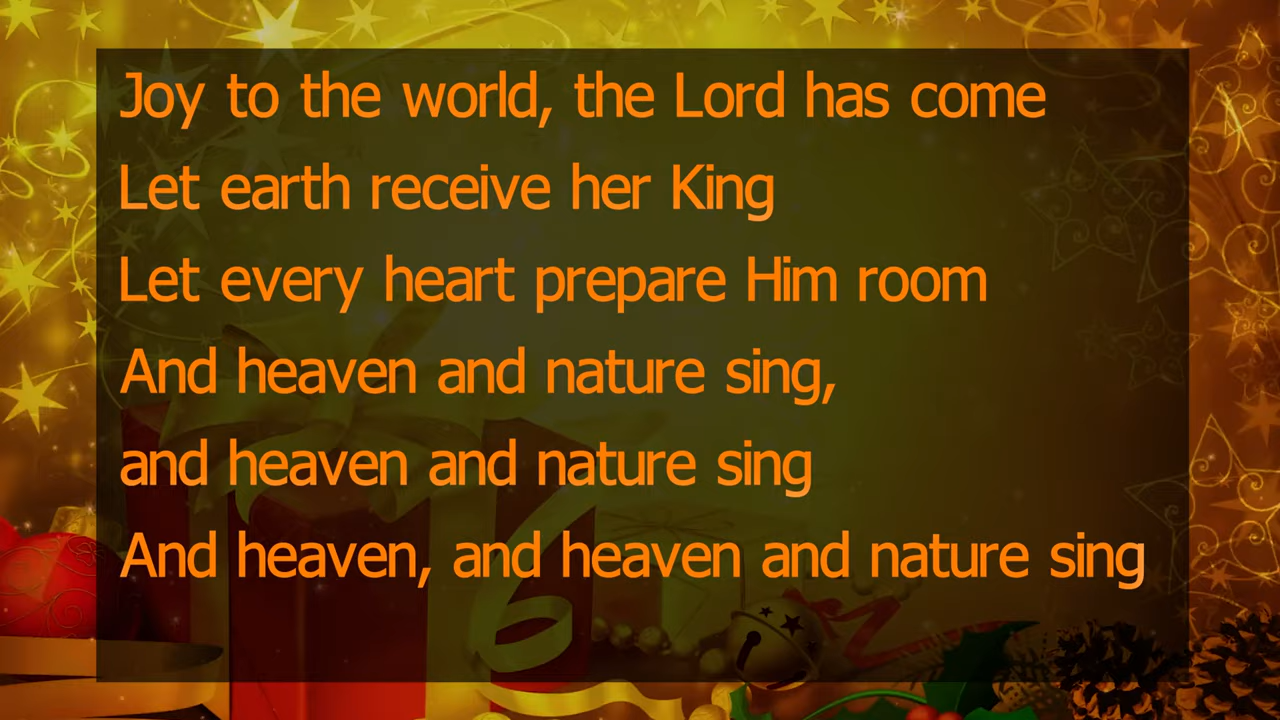 Joy to the world, the Lord has come
Let earth receive her King
Let every heart prepare Him room
And heaven and nature sing,
and heaven and nature sing
And heaven, and heaven and nature sing